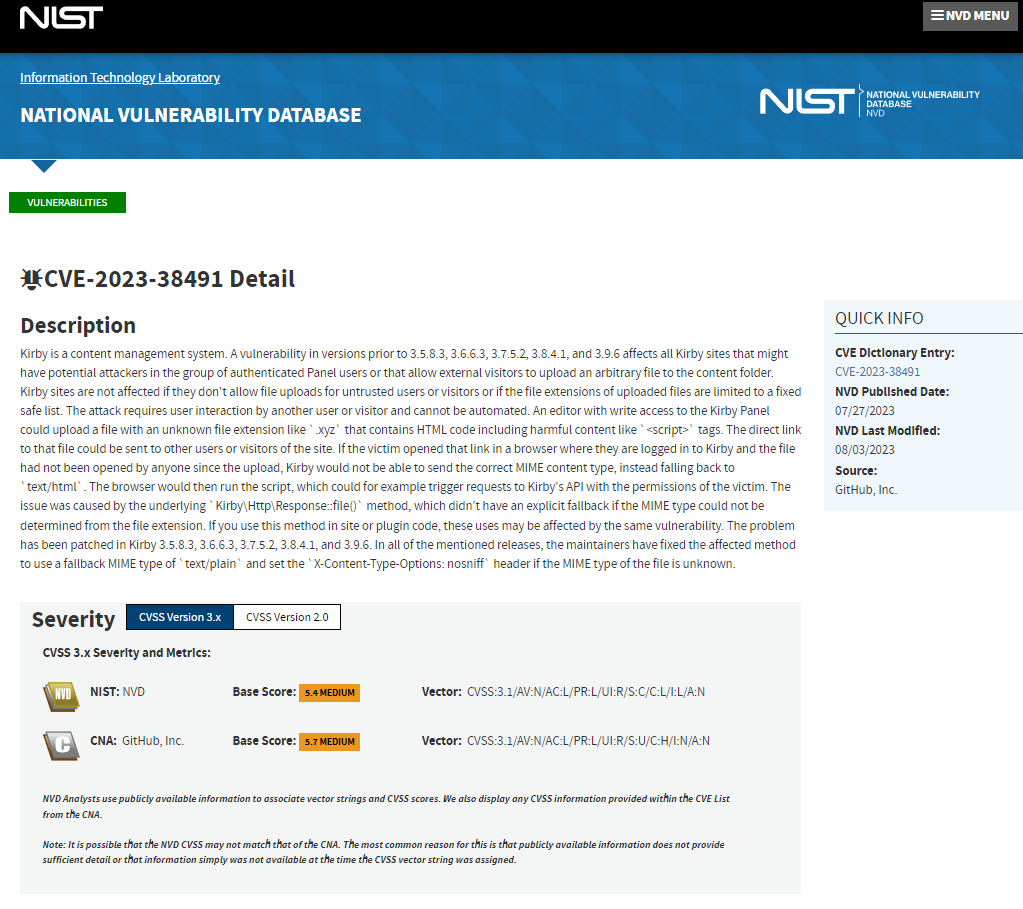 NIST
NVD MENU
Information Technology Laboratory
NATIONAL VULNERABILITY DATABASE
NIST
NATIONAL VULNERABILITY
DATABASE
NVD
VULNERABILITIES
CVE-2023-38491 Detail
Description
Kirby is a content management system. A vulnerability in versions prior to 3.5.8.3, 3.6.6.3, 3.7.5.2, 3.8.4.1, and 3.9.6 affects all Kirby sites that might
have potential attackers in the group of authenticated Panel users or that allow external visitors to upload an arbitrary file to the content folder.
Kirby sites are not affected if they don't allow file uploads for untrusted users or visitors or if the file extensions of uploaded files are limited to a fixed
safe list. The attack requires user interaction by another user or visitor and cannot be automated. An editor with write access to the Kirby Panel
could upload a file with an unknown file extension like `.xyz` that contains HTML code including harmful content like `<script>` tags. The direct link
to that file could be sent to other users or visitors of the site. If the victim opened that link in a browser where they are logged in to Kirby and the file
had not been opened by anyone since the upload, Kirby would not be able to send the correct MIME content type, instead falling back to
`text/html`. The browser would then run the script, which could for example trigger requests to Kirby's API with the permissions of the victim. The
issue was caused by the underlying `Kirby\Http\Response::file()` method, which didn't have an explicit fallback if the MIME type could not be
determined from the file extension. If you use this method in site or plugin code, these uses may be affected by the same vulnerability. The problem
has been patched in Kirby 3.5.8.3, 3.6.6.3, 3.7.5.2, 3.8.4.1, and 3.9.6. In all of the mentioned releases, the maintainers have fixed the affected method
to use a fallback MIME type of `text/plain` and set the `X-Content-Type-Options: nosniff` header if the MIME type of the file is unknown.
QUICK INFO
CVE Dictionary Entry:
CVE-2023-38491
NVD Published Date:
07/27/2023
NVD Last Modified:
08/03/2023
Source:
GitHub, Inc.
Severity
CVSS Version 3.x
CVSS Version 2.0
CVSS 3.x Severity and Metrics:
NVD
NIST: NVD
Base Score: 5.4 MEDIUM
Vector: CVSS:3.1/AV:N/AC:L/PR:L/UI:R/S:C/C:L/I:L/A:N
C
CNA: GitHub, Inc.
Base Score: 5.7 MEDIUM
Vector: CVSS:3.1/AV:N/AC:L/PR:L/UI:R/S:U/C:H/I:N/A:N
NVD Analysts use publicly available information to associate vector strings and CVSS scores. We also display any CVSS information provided within the CVE List
from the CNA.
Note: It is possible that the NVD CVSS may not match that of the CNA. The most common reason for this is that publicly available information does not provide
sufficient detail or that information simply was not available at the time the CVSS vector string was assigned.